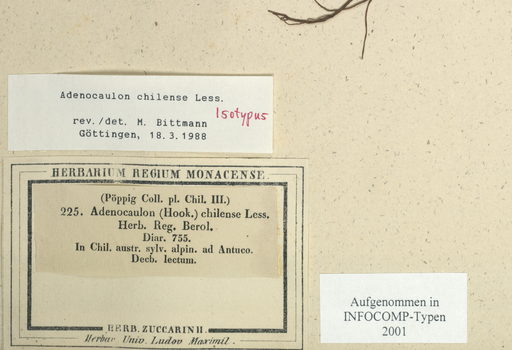 Adenocaulon chilense Less.
Isotypus
rev./det. M. Bittmann
Göttingen, 18.3.1988
HERBARIUM REGIUM MONACENSE.
(Pöppig Coll. pl. Chil. III.)
225. Adenocaulon (Hook.) chilense Less.
Herb. Reg. Berol.
Diar. 755.
In Chil. austr. sylv. alpin. ad Antuco.
Decb. lectum.
HERB. ZUCCARINII.
Herbar Univ. Ludov Maximil.
Aufgenommen in
INFOCOMP-Typen
2001